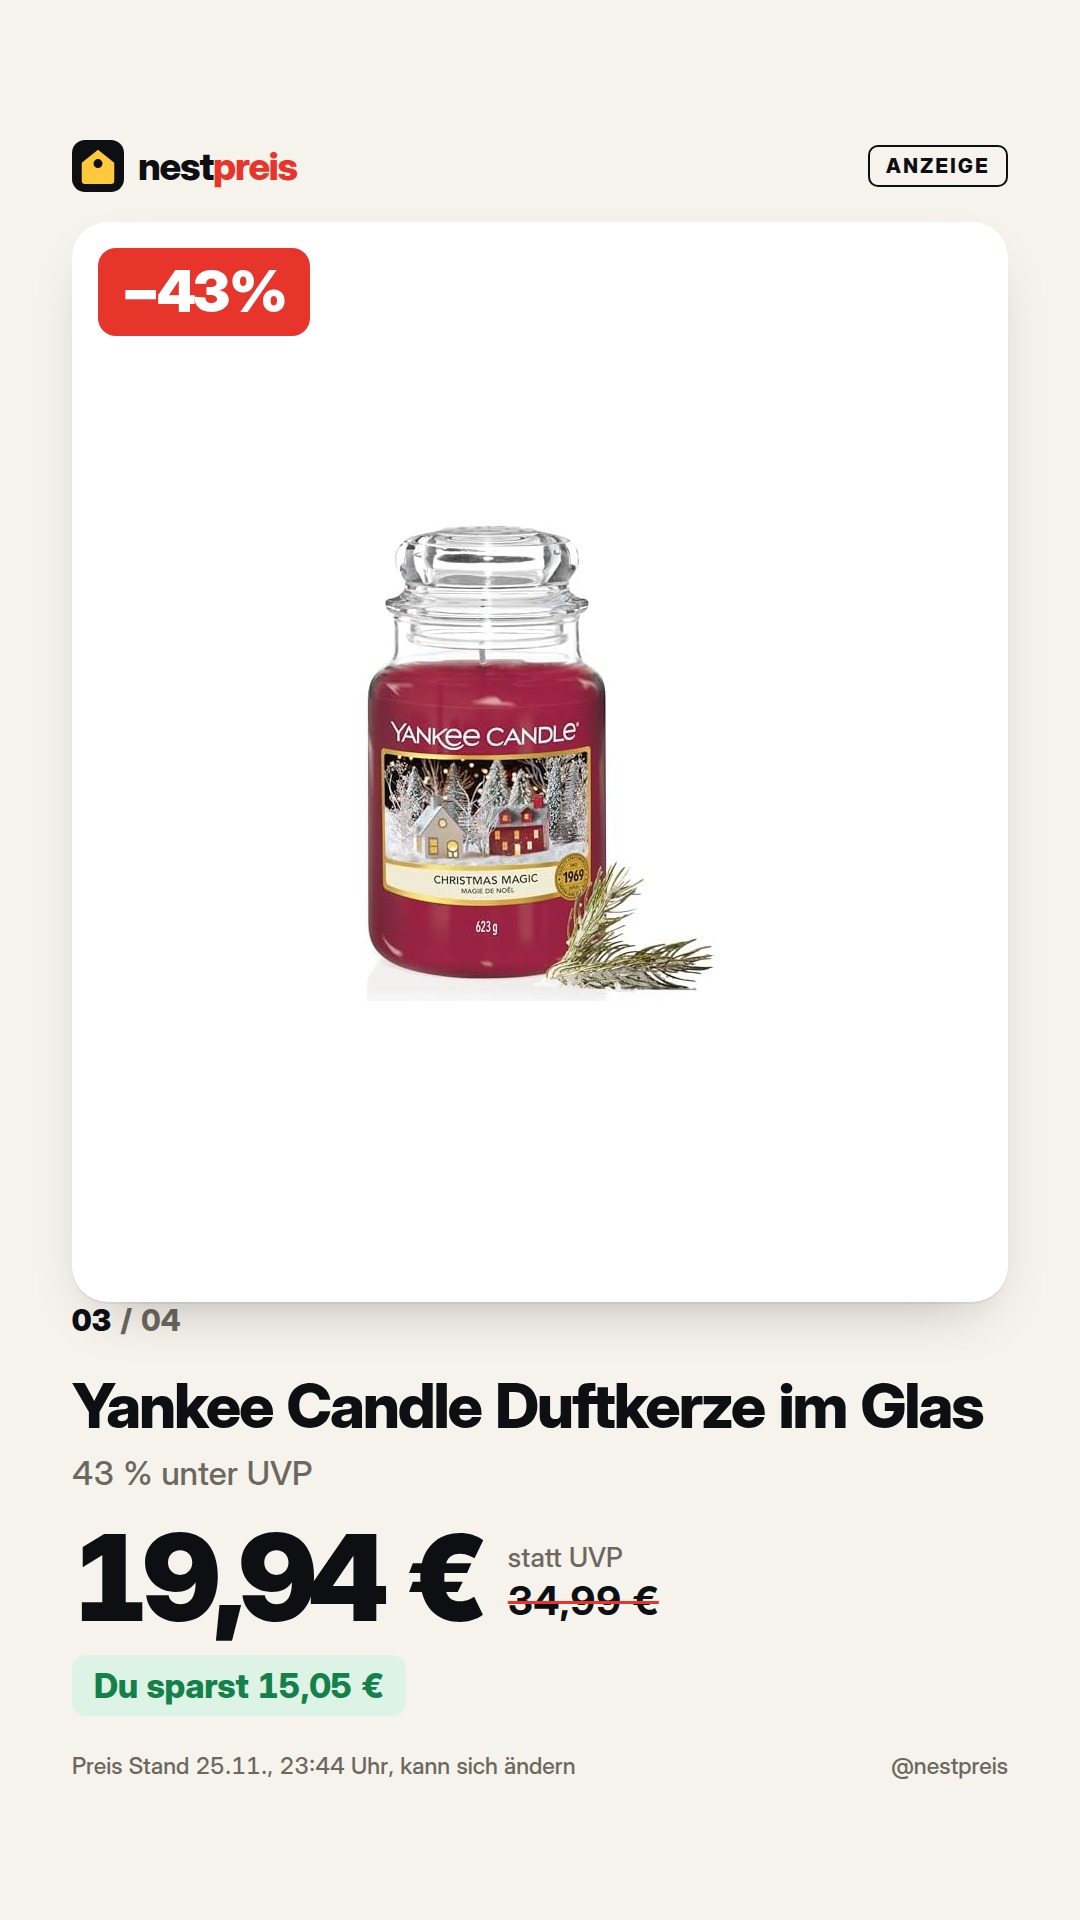 nestpreis
ANZEIGE
–43%
YANKEE CANDLE®
CHRISTMAS MAGIC
MAGIE DE NOËL
1969
623 g
03 / 04
Yankee Candle Duftkerze im Glas
43 % unter UVP
19,94 €
statt UVP
34,99 €
Du sparst 15,05 €
Preis Stand 25.11., 23:44 Uhr, kann sich ändern
@nestpreis